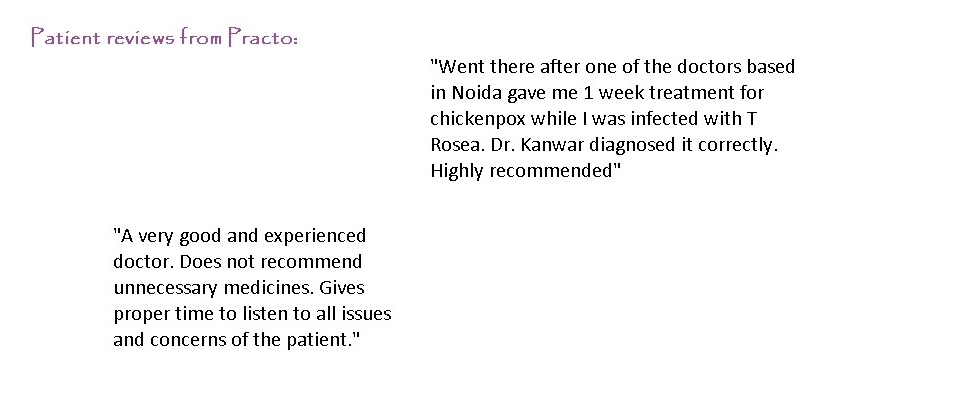 Patient reviews from Practo:
"Went there after one of the doctors based
in Noida gave me 1 week treatment for
chickenpox while I was infected with T
Rosea. Dr. Kanwar diagnosed it correctly.
Highly recommended"
"A very good and experienced
doctor. Does not recommend
unnecessary medicines. Gives
proper time to listen to all issues
and concerns of the patient."